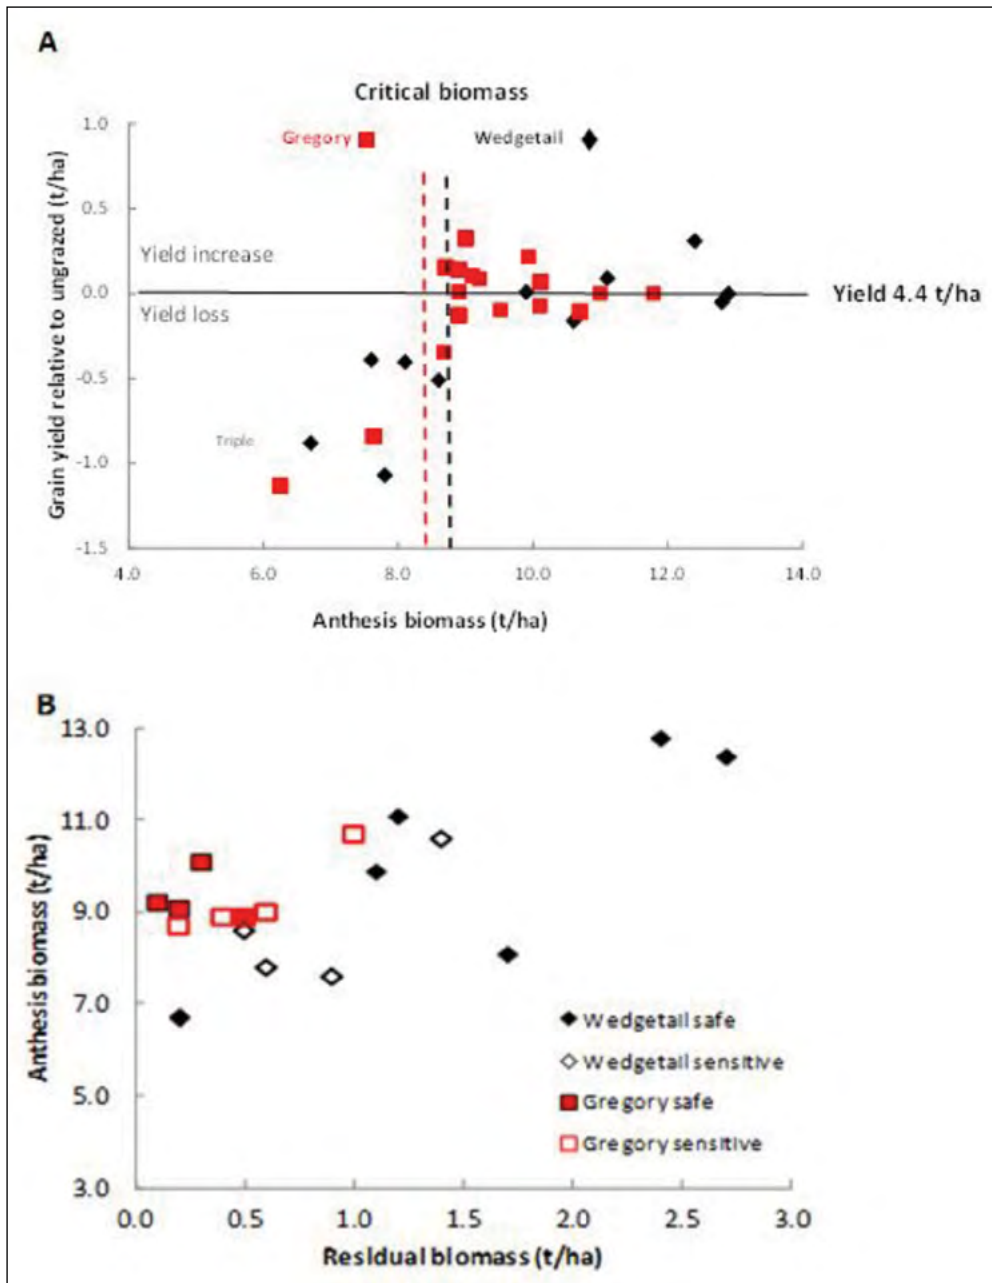 A
Critical biomass
Gregory
Wedgetail
Yield increase
Yield loss
Yield 4.4 t/ha
Triple
Grain yield relative to ungrazed (t/ha)
1.0
0.5
0.0
-0.5
-1.0
-1.5
4.0 6.0 8.0 10.0 12.0 14.0
Anthesis biomass (t/ha)
B
Anthesis biomass (t/ha)
13.0
11.0
9.0
7.0
5.0
3.0
Wedgetail safe
Wedgetail sensitive
Gregory safe
Gregory sensitive
0.0 0.5 1.0 1.5 2.0 2.5 3.0
Residual biomass (t/ha)